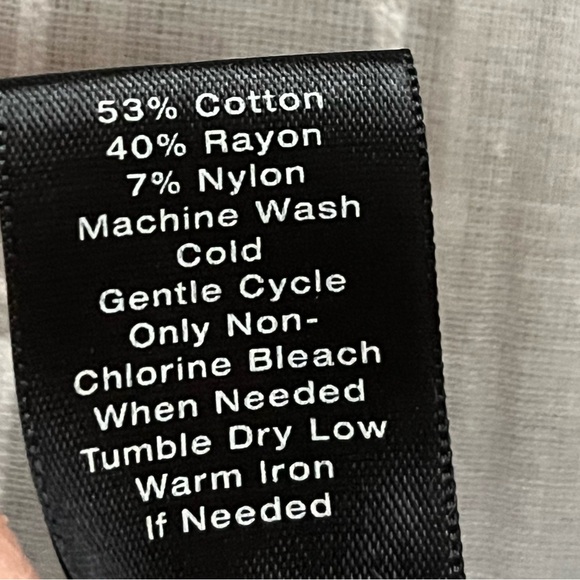 53% Cotton
40% Rayon
7% Nylon
Machine Wash
Cold
Gentle Cycle
Only Non-
Chlorine Bleach
When Needed
Tumble Dry Low
Warm Iron
If Needed